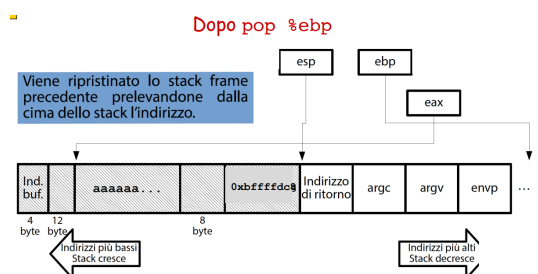 Dopo pop %ebp
esp
ebp
eax
Viene ripristinato lo stack frame
precedente prelevandone dalla
cima dello stack l'indirizzo.
Ind.
buf.
aaaaaa...
0xbffffdc8
Indirizzo
di ritorno
argc
argv
envp
...
4
byte
12
byte
8
byte
Indirizzi più bassi
Stack cresce
Indirizzi più alti
Stack decresce